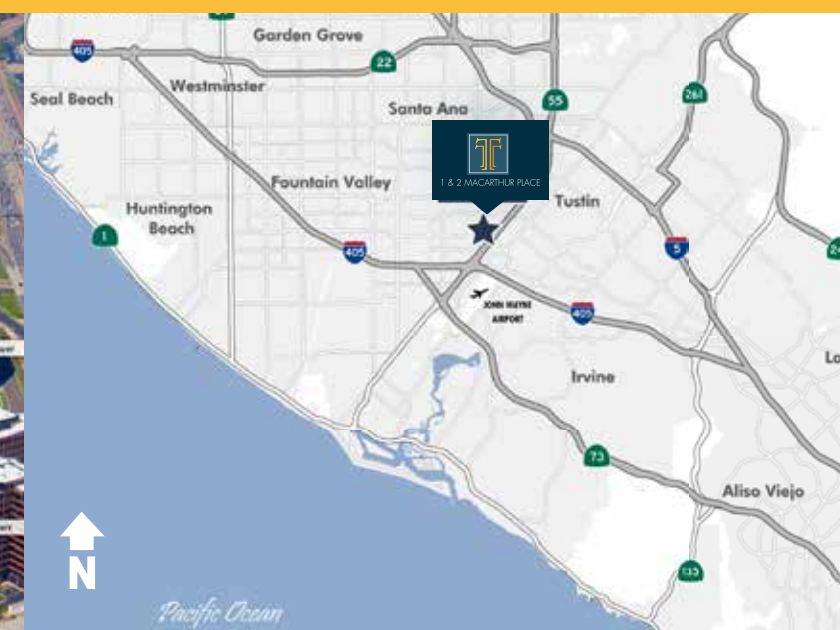 Garden Grove
405
22
Westminster
Seal Beach
Santa Ana
55
261
1 & 2 MACARTHUR PLACE
Fountain Valley
Tustin
Huntington
Beach
1
405
5
JOHN WAYNE
AIRPORT
405
Irvine
73
Aliso Viejo
133
N
Pacific Ocean